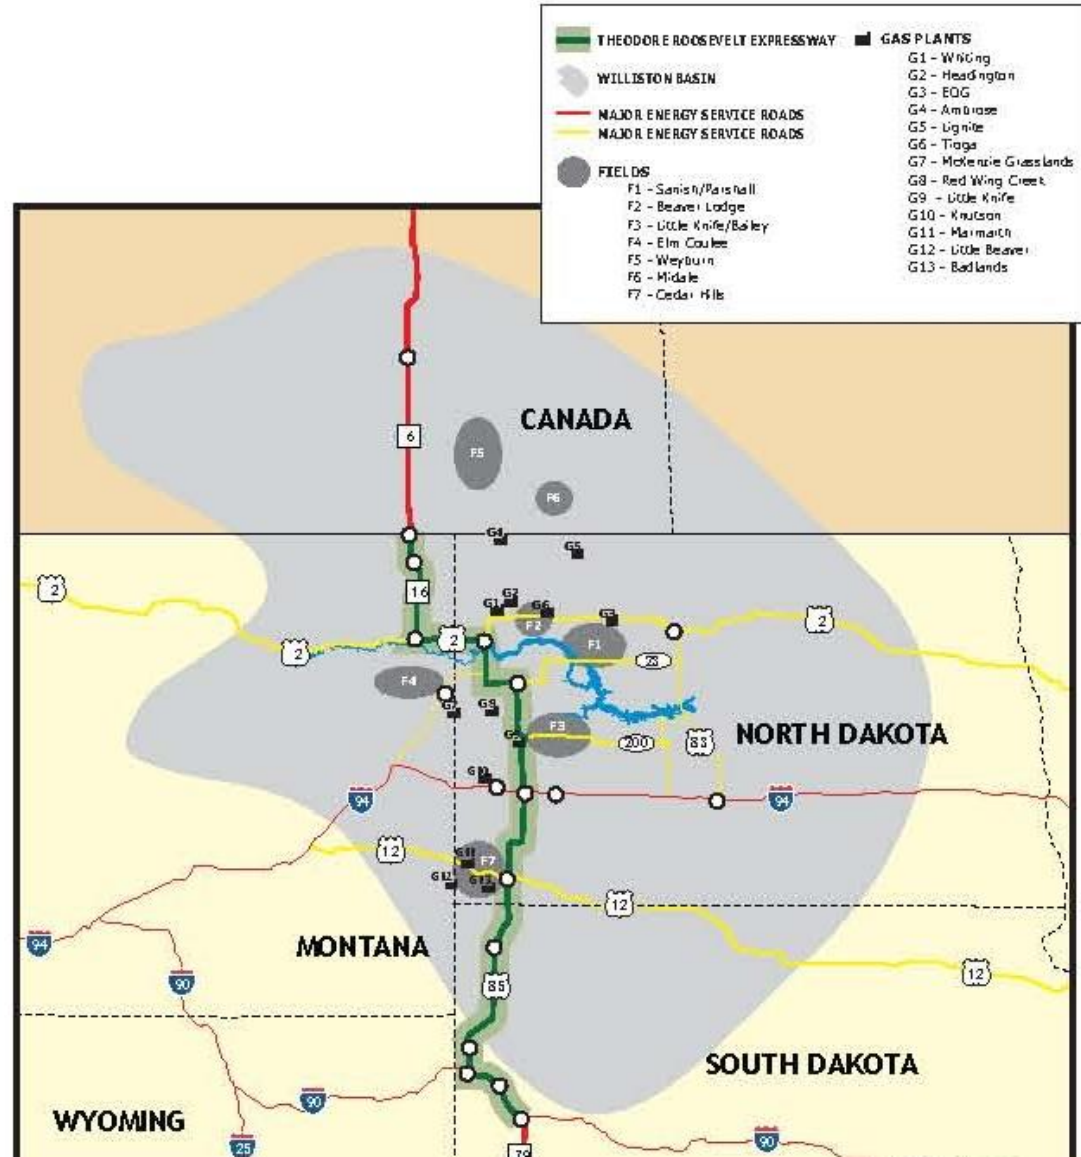 THEODORE ROOSEVELT EXPRESSWAY
WILLISTON BASIN
MAJOR ENERGY SERVICE ROADS
MAJOR ENERGY SERVICE ROADS
FIELDS
F1 - Sanish/Parshall
F2 - Beaver Lodge
F3 - Little Knife/Bailey
F4 - Elm Coulee
F5 - Weyburn
F6 - Midale
F7 - Cedar Hills
GAS PLANTS
G1 - Whiting
G2 - Headington
G3 - EOG
G4 - Ambrose
G5 - Lignite
G6 - Tioga
G7 - McKenzie Grasslands
G8 - Red Wing Creek
G9 - Little Knife
G10 - Knutson
G11 - Marmarth
G12 - Little Beaver
G13 - Badlands
CANADA
6
F5
F6
G4
G5
2
16
G2
G1
G6
G3
F2
2
2
2
F1
23
F4
G7
G8
F3
G9
200
83
NORTH DAKOTA
G10
94
94
12
G11
F7
G12
G13
12
94
MONTANA
90
85
12
SOUTH DAKOTA
90
WYOMING
25
90
79